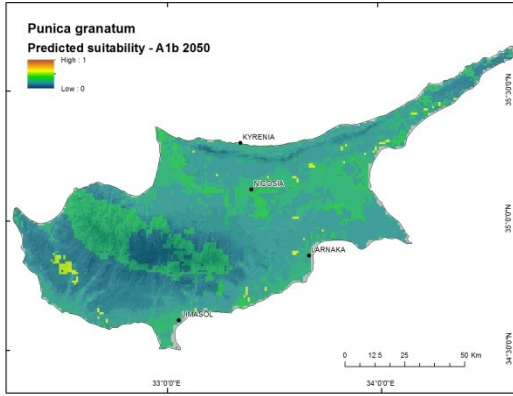 Punica granatum
Predicted suitability - A1b 2050
High : 1
Low : 0
35°30'0"E
KYRENIA
NICOSIA
35°0'0"E
LARNAKA
LIMASOL
34°30'0"E
0 12.5 25 50 Km
33°0'0"E 34°0'0"E